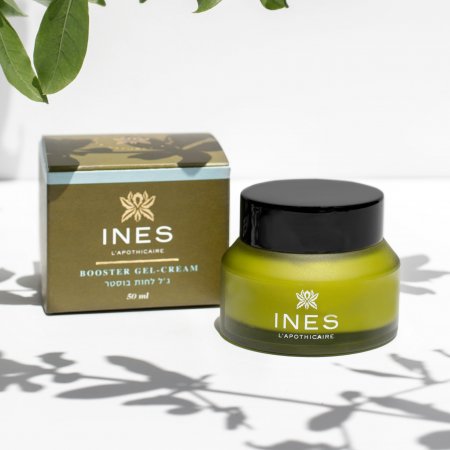 INES
L'APOTHICAIRE
BOOSTER GEL-CREAM
ג'ל לחות בוסטר
50 ml
INES
L'APOTHICAIRE